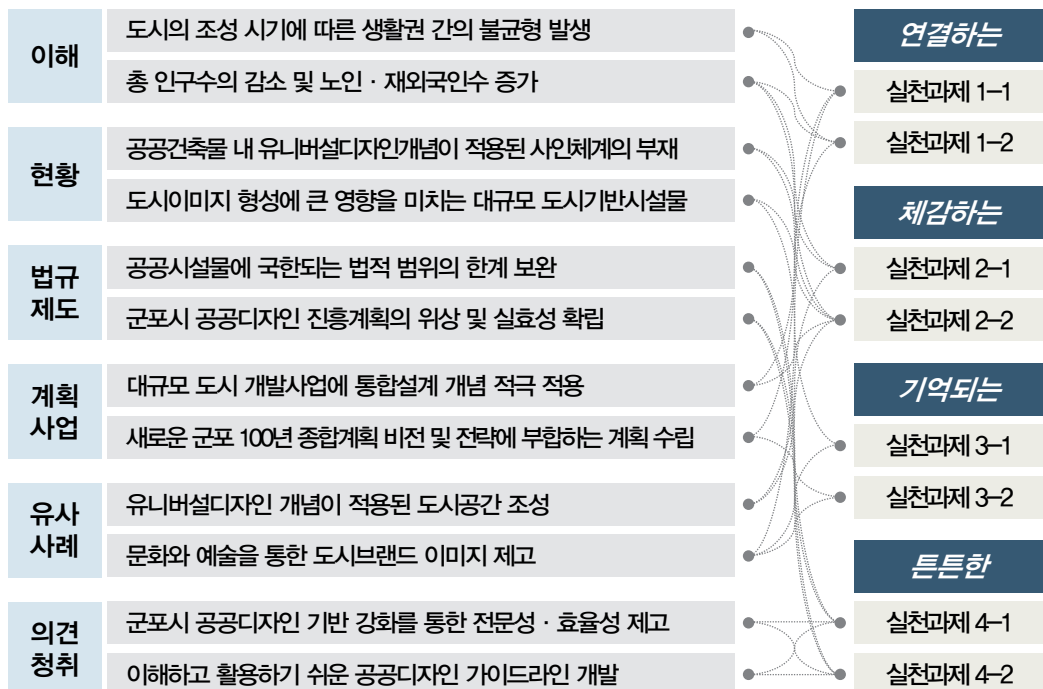 이해
도시의 조성 시기에 따른 생활권 간의 불균형 발생
총 인구수의 감소 및 노인 · 재외국인수 증가
현황
공공건축물 내 유니버설디자인개념이 적용된 사인체계의 부재
도시이미지 형성에 큰 영향을 미치는 대규모 도시기반시설물
법규
제도
공공시설물에 국한되는 법적 범위의 한계 보완
군포시 공공디자인 진흥계획의 위상 및 실효성 확립
계획
사업
대규모 도시 개발사업에 통합설계 개념 적극 적용
새로운 군포 100년 종합계획 비전 및 전략에 부합하는 계획 수립
유사
사례
유니버설디자인 개념이 적용된 도시공간 조성
문화와 예술을 통한 도시브랜드 이미지 제고
의견
청취
군포시 공공디자인 기반 강화를 통한 전문성 · 효율성 제고
이해하고 활용하기 쉬운 공공디자인 가이드라인 개발
연결하는
실천과제 1-1
실천과제 1-2
체감하는
실천과제 2-1
실천과제 2-2
기억되는
실천과제 3-1
실천과제 3-2
튼튼한
실천과제 4-1
실천과제 4-2